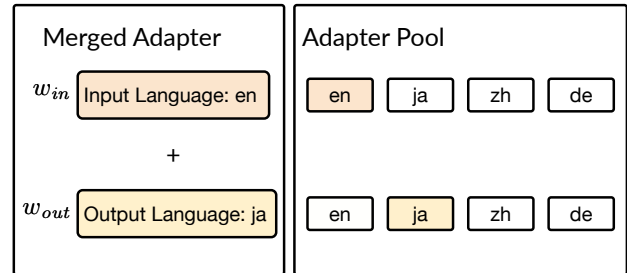 Merged Adapter
w_in Input Language: en
+
w_out Output Language: ja
Adapter Pool
en ja zh de
en ja zh de